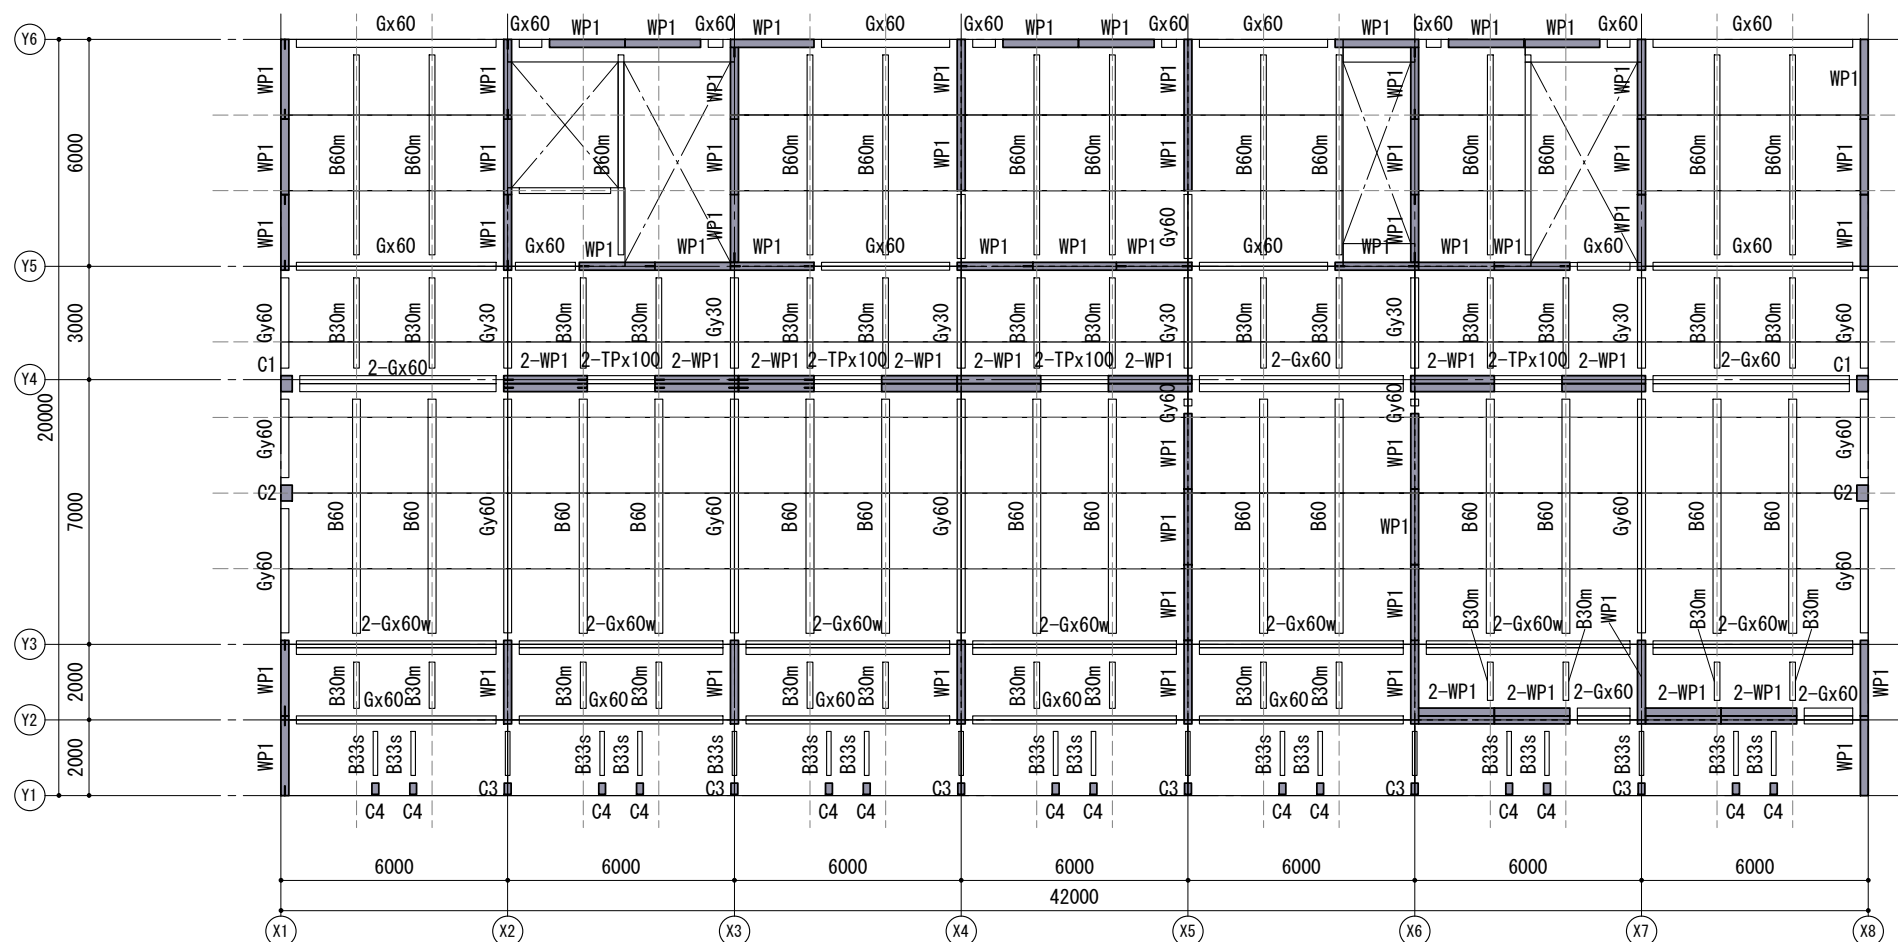 Gx60 Gx60 WP1 Gx60 WP1 Gx60 Gx60 WP1 WP1 Gx60 Gx60 WP1 Gx60 WP1 WP1 Gx60 Gx60
Y6
WP1 WP1 WP1 WP1 WP1 WP1 WP1
6000 WP1 B60m B60m WP1 B60m WP1 B60m B60m WP1 B60m B60m B60m B60m WP1 B60m B60m WP1 B60m B60m
WP1 WP1 WP1 Gy60 WP1 WP1
Gx60 Gx60 WP1 WP1 WP1 Gx60 WP1 WP1 WP1 Gx60 WP1 WP1 WP1 Gx60 Gx60
Y5
3000 Gy60 B30m B30m Gy30 B30m B30m Gy30 B30m B30m Gy30 B30m B30m Gy30 B30m B30m Gy30 B30m B30m Gy60 B30m B30m Gy60
C1 2-Gx60 2-WP1 2-TPx100 2-WP1 2-WP1 2-TPx100 2-WP1 2-WP1 2-TPx100 2-WP1 2-Gx60 2-WP1 2-TPx100 2-WP1 2-Gx60 C1
Y4
20000
Gy60 Gy60 Gy60 Gy60
WP1 WP1
C2 C2
7000 B60 B60 Gy60 B60 B60 Gy60 B60 B60 Gy60 B60 B60 WP1 B60 B60 WP1 B60 B60 Gy60 B60 B60
Gy60 Gy60
WP1 WP1 B30m B30m WP1 B30m B30m
2-Gx60w 2-Gx60w 2-Gx60w 2-Gx60w 2-Gx60w 2-Gx60w 2-Gx60w
Y3
2000 WP1 B30m B30m WP1 B30m B30m WP1 B30m B30m WP1 B30m B30m WP1 B30m B30m WP1 WP1
Gx60 Gx60 Gx60 Gx60 Gx60 2-WP1 2-WP1 2-Gx60 2-WP1 2-WP1 2-Gx60
Y2
2000 WP1 B33s B33s B33s B33s B33s B33s B33s B33s B33s B33s B33s B33s B33s B33s B33s B33s B33s B33s WP1
C3 C3 C3 C3 C3 C3
Y1
C4 C4 C4 C4 C4 C4 C4 C4 C4 C4 C4 C4 C4 C4
6000 6000 6000 6000 6000 6000 6000
42000
X1 X2 X3 X4 X5 X6 X7 X8